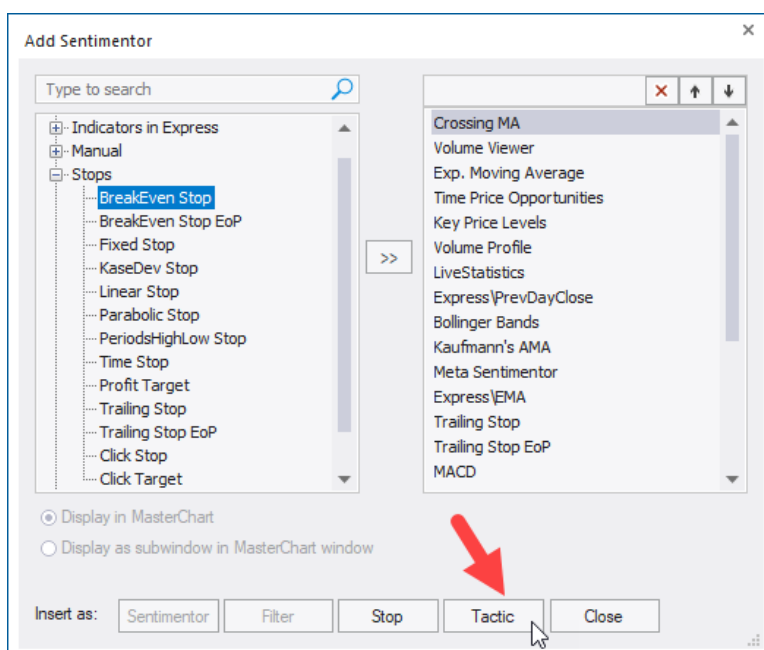 Add Sentimentor
Type to search
Indicators in Express
Manual
Stops
BreakEven Stop
BreakEven Stop EoP
Fixed Stop
KaseDev Stop
Linear Stop
Parabolic Stop
PeriodsHighLow Stop
Time Stop
Profit Target
Trailing Stop
Trailing Stop EoP
Click Stop
Click Target
>>
Crossing MA
Volume Viewer
Exp. Moving Average
Time Price Opportunities
Key Price Levels
Volume Profile
LiveStatistics
Express\PrevDayClose
Bollinger Bands
Kaufmann's AMA
Meta Sentimentor
Express\EMA
Trailing Stop
Trailing Stop EoP
MACD
Display in MasterChart
Display as subwindow in MasterChart window
Insert as: Sentimentor Filter Stop Tactic Close